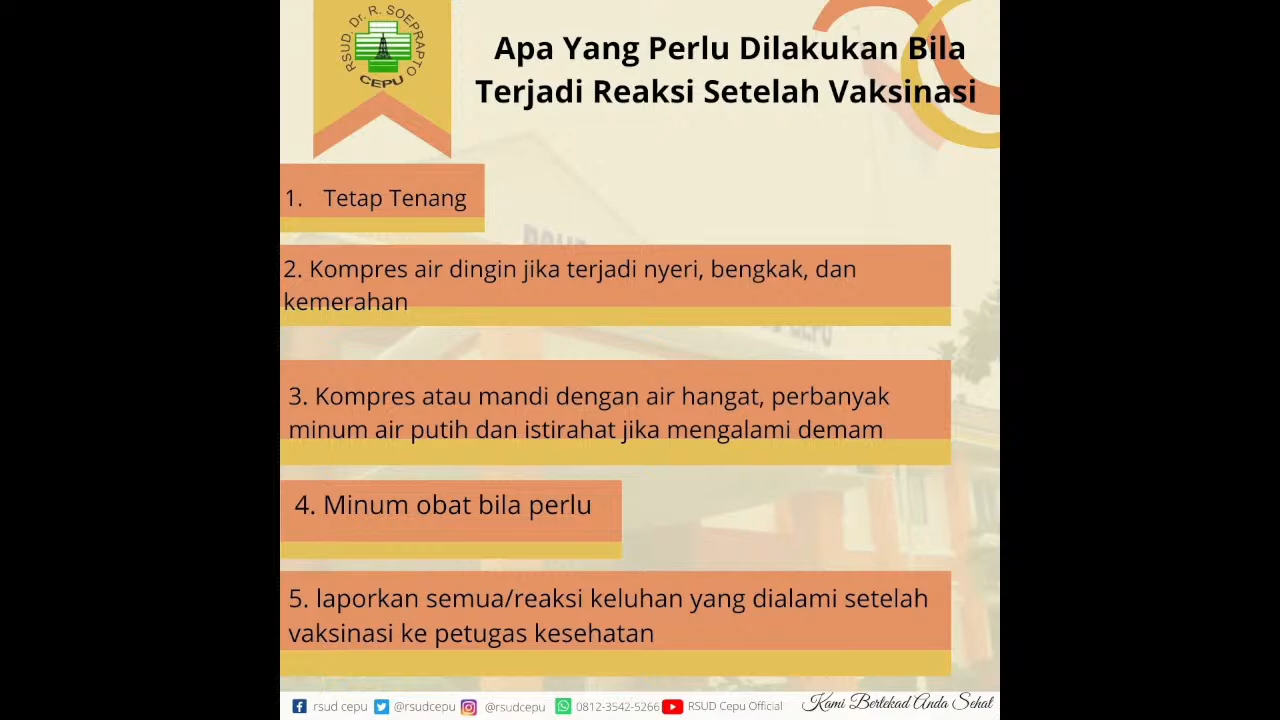 RSUD. Dr. R. SOEPRAPTO
CEPU
Apa Yang Perlu Dilakukan Bila
Terjadi Reaksi Setelah Vaksinasi
1. Tetap Tenang
2. Kompres air dingin jika terjadi nyeri, bengkak, dan
kemerahan
3. Kompres atau mandi dengan air hangat, perbanyak
minum air putih dan istirahat jika mengalami demam
4. Minum obat bila perlu
5. laporkan semua/reaksi keluhan yang dialami setelah
vaksinasi ke petugas kesehatan
rsud cepu @rsudcepu @rsudcepu 0812-3542-5266 RSUD Cepu Official Kami Bertekad Anda Sehat